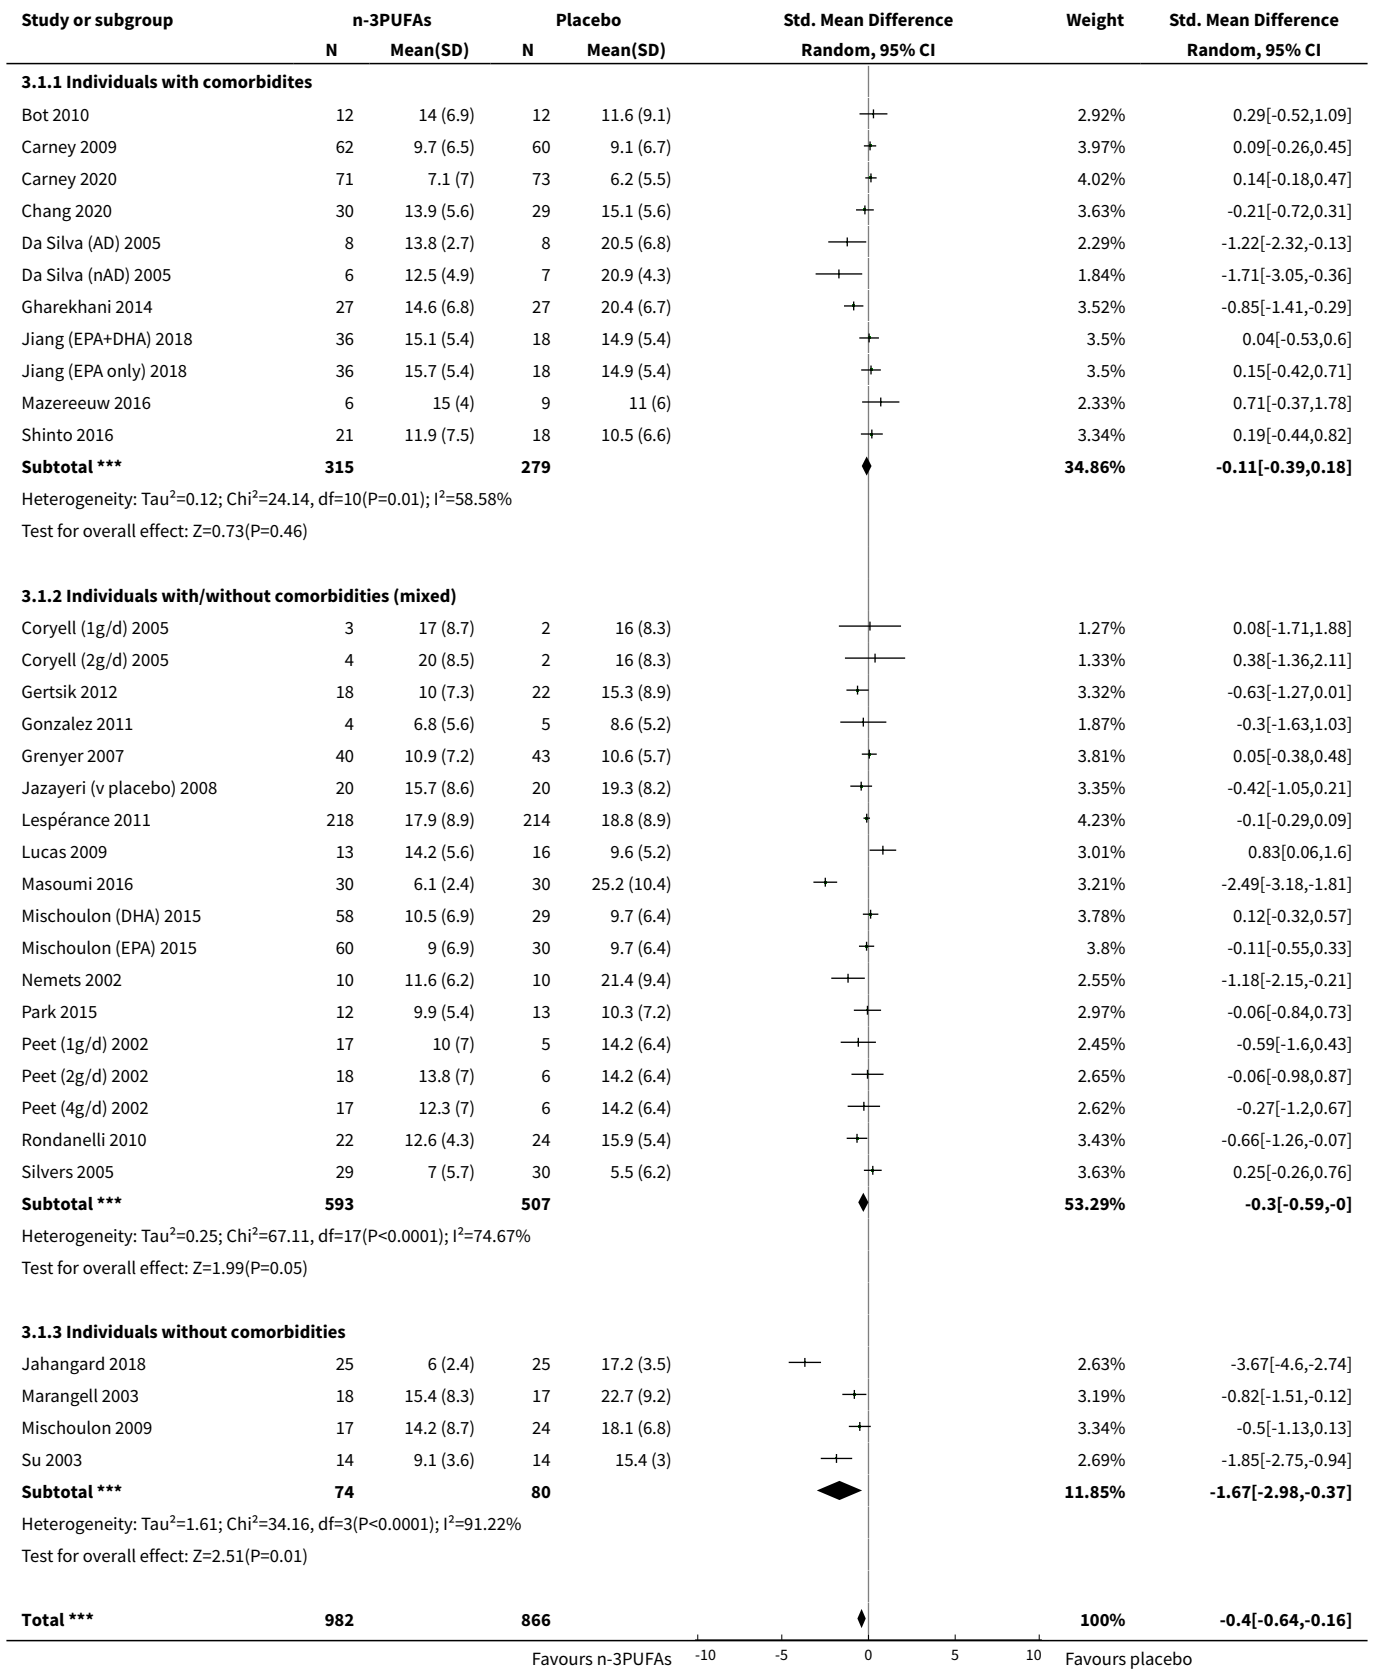 Study or subgroup n-3PUFAs Placebo Std. Mean Difference Weight Std. Mean Difference
N Mean(SD) N Mean(SD) Random, 95% CI Random, 95% CI
3.1.1 Individuals with comorbidites
Bot 2010 12 14 (6.9) 12 11.6 (9.1) 2.92% 0.29[-0.52,1.09]
Carney 2009 62 9.7 (6.5) 60 9.1 (6.7) 3.97% 0.09[-0.26,0.45]
Carney 2020 71 7.1 (7) 73 6.2 (5.5) 4.02% 0.14[-0.18,0.47]
Chang 2020 30 13.9 (5.6) 29 15.1 (5.6) 3.63% -0.21[-0.72,0.31]
Da Silva (AD) 2005 8 13.8 (2.7) 8 20.5 (6.8) 2.29% -1.22[-2.32,-0.13]
Da Silva (nAD) 2005 6 12.5 (4.9) 7 20.9 (4.3) 1.84% -1.71[-3.05,-0.36]
Gharekhani 2014 27 14.6 (6.8) 27 20.4 (6.7) 3.52% -0.85[-1.41,-0.29]
Jiang (EPA+DHA) 2018 36 15.1 (5.4) 18 14.9 (5.4) 3.5% 0.04[-0.53,0.6]
Jiang (EPA only) 2018 36 15.7 (5.4) 18 14.9 (5.4) 3.5% 0.15[-0.42,0.71]
Mazereeuw 2016 6 15 (4) 9 11 (6) 2.33% 0.71[-0.37,1.78]
Shinto 2016 21 11.9 (7.5) 18 10.5 (6.6) 3.34% 0.19[-0.44,0.82]
Subtotal *** 315 279 34.86% -0.11[-0.39,0.18]
Heterogeneity: Tau²=0.12; Chi²=24.14, df=10(P=0.01); I²=58.58%
Test for overall effect: Z=0.73(P=0.46)
3.1.2 Individuals with/without comorbidities (mixed)
Coryell (1g/d) 2005 3 17 (8.7) 2 16 (8.3) 1.27% 0.08[-1.71,1.88]
Coryell (2g/d) 2005 4 20 (8.5) 2 16 (8.3) 1.33% 0.38[-1.36,2.11]
Gertsik 2012 18 10 (7.3) 22 15.3 (8.9) 3.32% -0.63[-1.27,0.01]
Gonzalez 2011 4 6.8 (5.6) 5 8.6 (5.2) 1.87% -0.3[-1.63,1.03]
Grenyer 2007 40 10.9 (7.2) 43 10.6 (5.7) 3.81% 0.05[-0.38,0.48]
Jazayeri (v placebo) 2008 20 15.7 (8.6) 20 19.3 (8.2) 3.35% -0.42[-1.05,0.21]
Lespérance 2011 218 17.9 (8.9) 214 18.8 (8.9) 4.23% -0.1[-0.29,0.09]
Lucas 2009 13 14.2 (5.6) 16 9.6 (5.2) 3.01% 0.83[0.06,1.6]
Masoumi 2016 30 6.1 (2.4) 30 25.2 (10.4) 3.21% -2.49[-3.18,-1.81]
Mischoulon (DHA) 2015 58 10.5 (6.9) 29 9.7 (6.4) 3.78% 0.12[-0.32,0.57]
Mischoulon (EPA) 2015 60 9 (6.9) 30 9.7 (6.4) 3.8% -0.11[-0.55,0.33]
Nemets 2002 10 11.6 (6.2) 10 21.4 (9.4) 2.55% -1.18[-2.15,-0.21]
Park 2015 12 9.9 (5.4) 13 10.3 (7.2) 2.97% -0.06[-0.84,0.73]
Peet (1g/d) 2002 17 10 (7) 5 14.2 (6.4) 2.45% -0.59[-1.6,0.43]
Peet (2g/d) 2002 18 13.8 (7) 6 14.2 (6.4) 2.65% -0.06[-0.98,0.87]
Peet (4g/d) 2002 17 12.3 (7) 6 14.2 (6.4) 2.62% -0.27[-1.2,0.67]
Rondanelli 2010 22 12.6 (4.3) 24 15.9 (5.4) 3.43% -0.66[-1.26,-0.07]
Silvers 2005 29 7 (5.7) 30 5.5 (6.2) 3.63% 0.25[-0.26,0.76]
Subtotal *** 593 507 53.29% -0.3[-0.59,-0]
Heterogeneity: Tau²=0.25; Chi²=67.11, df=17(P<0.0001); I²=74.67%
Test for overall effect: Z=1.99(P=0.05)
3.1.3 Individuals without comorbidities
Jahangard 2018 25 6 (2.4) 25 17.2 (3.5) 2.63% -3.67[-4.6,-2.74]
Marangell 2003 18 15.4 (8.3) 17 22.7 (9.2) 3.19% -0.82[-1.51,-0.12]
Mischoulon 2009 17 14.2 (8.7) 24 18.1 (6.8) 3.34% -0.5[-1.13,0.13]
Su 2003 14 9.1 (3.6) 14 15.4 (3) 2.69% -1.85[-2.75,-0.94]
Subtotal *** 74 80 11.85% -1.67[-2.98,-0.37]
Heterogeneity: Tau²=1.61; Chi²=34.16, df=3(P<0.0001); I²=91.22%
Test for overall effect: Z=2.51(P=0.01)
Total *** 982 866 100% -0.4[-0.64,-0.16]
Favours n-3PUFAs -10 -5 0 5 10 Favours placebo